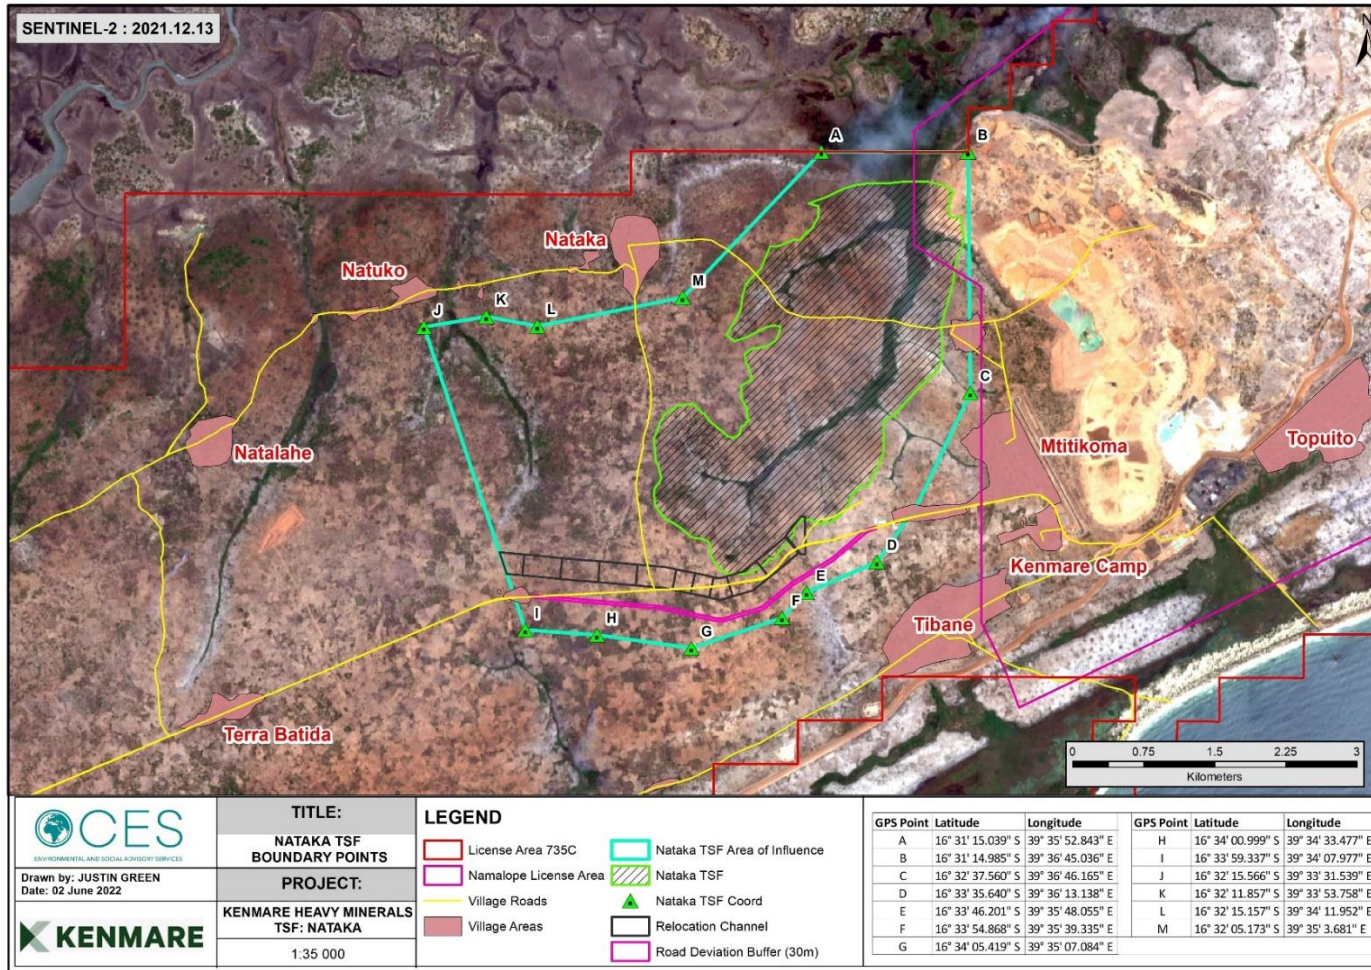 SENTINEL-2 : 2021.12.13
A
B
Nataka
Natuko
M
K
J
L
C
Mtitikoma
Topuito
Natalahe
D
Kenmare Camp
E
F
I
H
G
Tibane
Terra Batida
0 0.75 1.5 2.25 3
Kilometers
CES
ENVIRONMENTAL AND SOCIAL ADVISORY SERVICES
Drawn by: JUSTIN GREEN
Date: 02 June 2022
KENMARE
TITLE:
NATAKA TSF
BOUNDARY POINTS
PROJECT:
KENMARE HEAVY MINERALS
TSF: NATAKA
1:35 000
LEGEND
License Area 735C
Namalope License Area
Village Roads
Village Areas
Nataka TSF Area of Influence
Nataka TSF
Nataka TSF Coord
Relocation Channel
Road Deviation Buffer (30m)
GPS Point Latitude Longitude
A 16° 31' 15.039" S 39° 35' 52.843" E
B 16° 31' 14.985" S 39° 36' 45.036" E
C 16° 32' 37.560" S 39° 36' 46.165" E
D 16° 33' 35.640" S 39° 36' 13.138" E
E 16° 33' 46.201" S 39° 35' 48.055" E
F 16° 33' 54.868" S 39° 35' 39.335" E
G 16° 34' 05.419" S 39° 35' 07.084" E
GPS Point Latitude Longitude
H 16° 34' 00.999" S 39° 34' 33.477" E
I 16° 33' 59.337" S 39° 34' 07.977" E
J 16° 32' 15.566" S 39° 33' 31.539" E
K 16° 32' 11.857" S 39° 33' 53.758" E
L 16° 32' 15.157" S 39° 34' 11.952" E
M 16° 32' 05.173" S 39° 35' 3.681" E